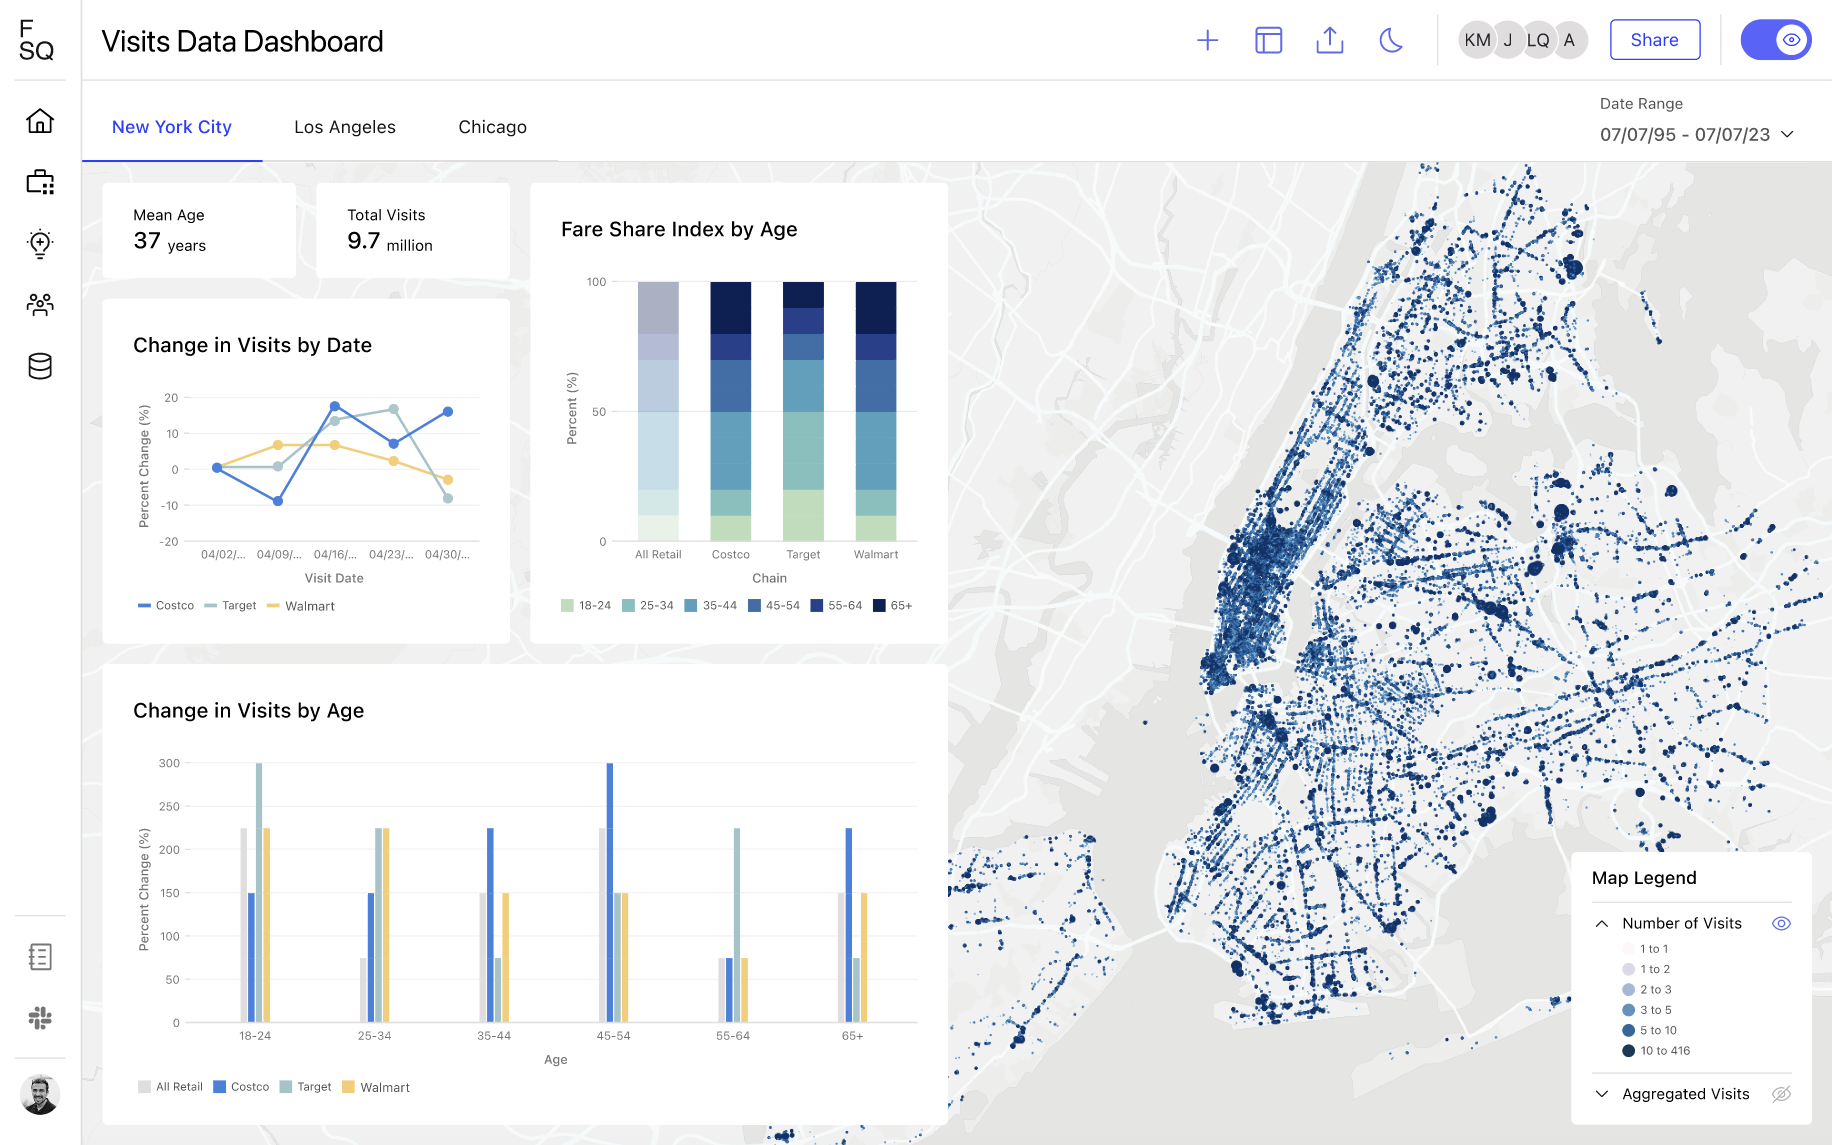 F
SQ
Visits Data Dashboard
KM J LQ A
Share
New York City
Los Angeles
Chicago
Date Range
07/07/95 - 07/07/23
Mean Age
37 years
Total Visits
9.7 million
Change in Visits by Date
Percent Change (%)
20
10
0
-10
-20
04/02/... 04/09/... 04/16/... 04/23/... 04/30/...
Visit Date
Costco Target Walmart
Fare Share Index by Age
Percent (%)
100
50
0
All Retail Costco Target Walmart
Chain
18-24 25-34 35-44 45-54 55-64 65+
Change in Visits by Age
Percent Change (%)
300
250
200
150
100
50
0
18-24 25-34 35-44 45-54 55-64 65+
Age
All Retail Costco Target Walmart
Map Legend
Number of Visits
1 to 1
1 to 2
2 to 3
3 to 5
5 to 10
10 to 416
Aggregated Visits